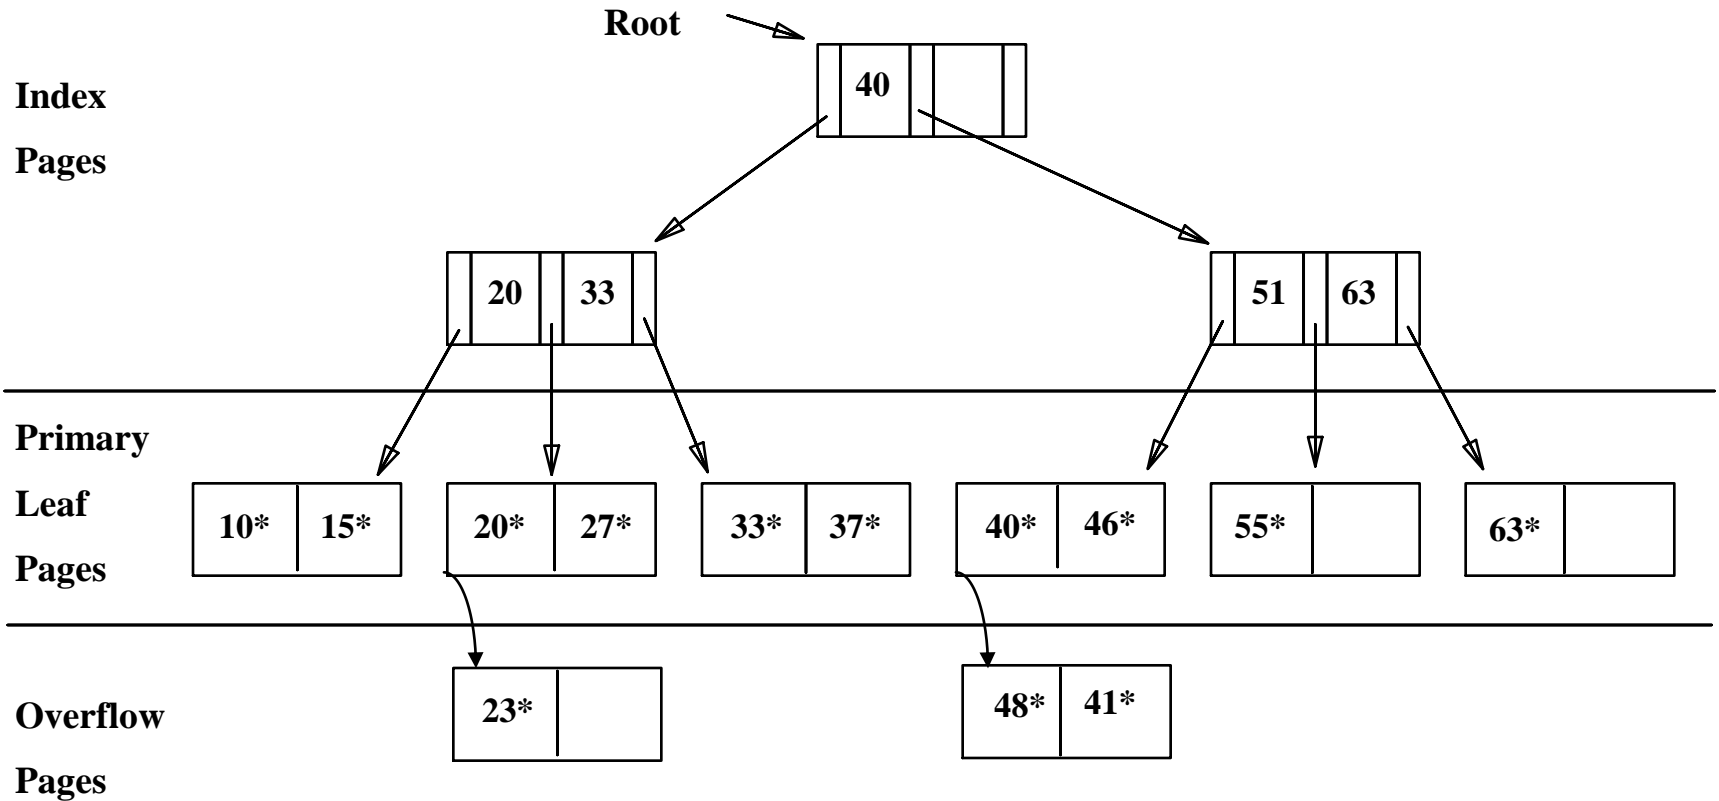 Root
Index
Pages
40
20 33
51 63
Primary
Leaf
Pages
10* 15*
20* 27*
33* 37*
40* 46*
55*
63*
Overflow
Pages
23*
48* 41*